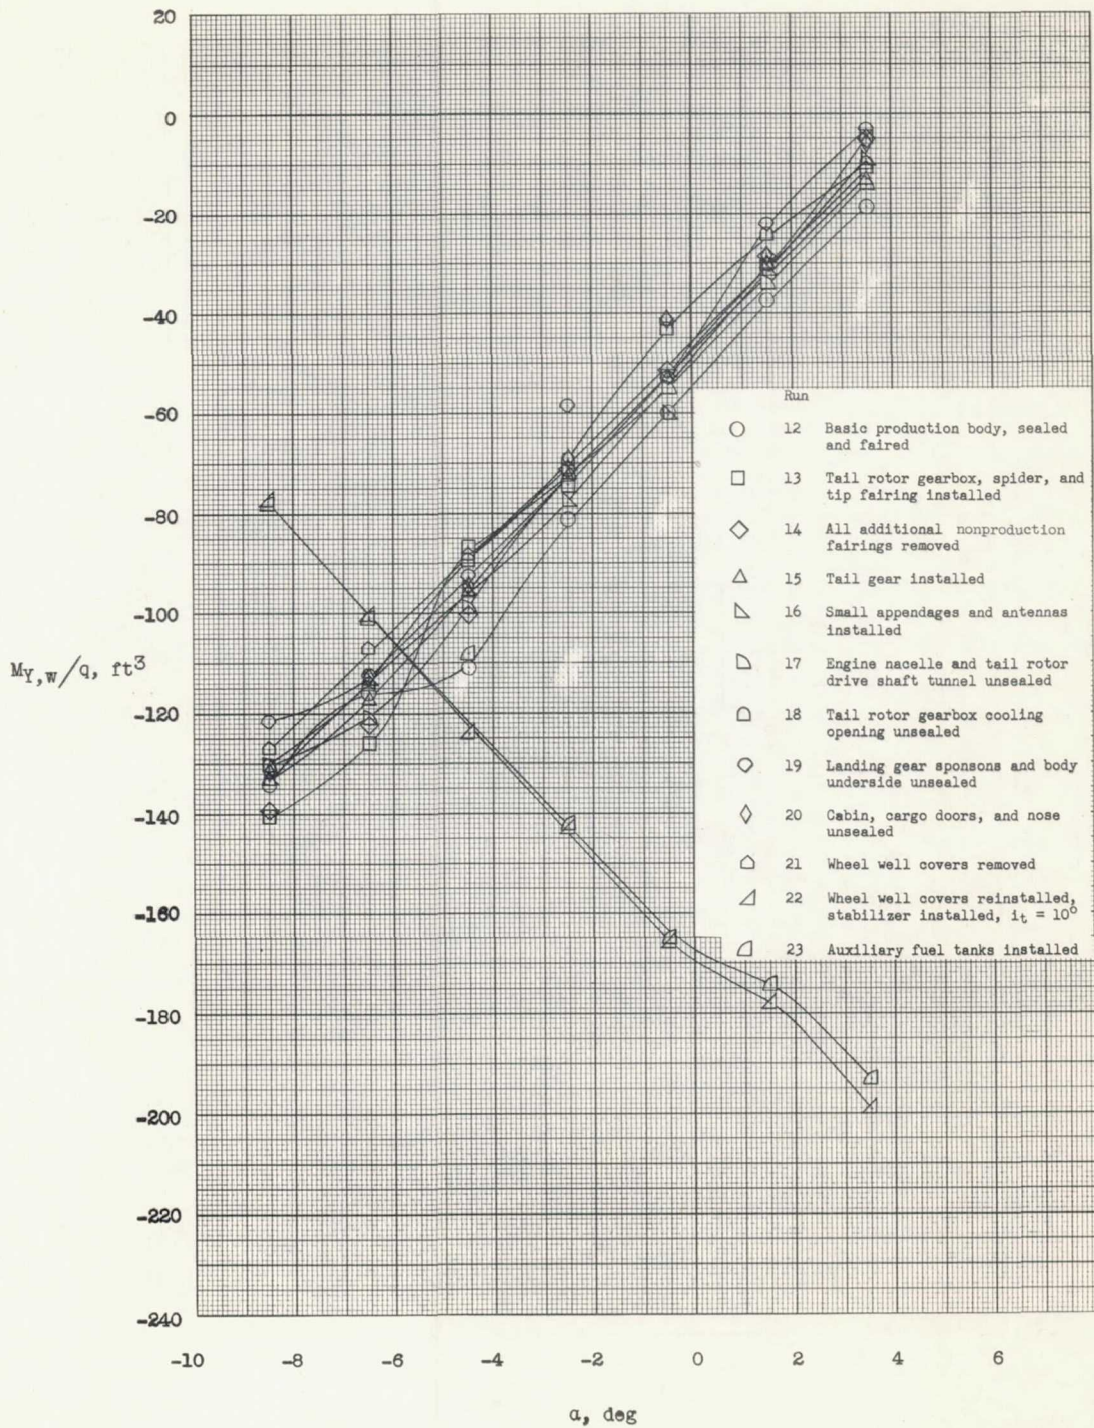 20
0
-20
-40
-60
-80
-100
-120
-140
-160
-180
-200
-220
-240
M_Y,w/q, ft³
-10 -8 -6 -4 -2 0 2 4 6
α, deg
Run
12 Basic production body, sealed
and faired
13 Tail rotor gearbox, spider, and
tip fairing installed
14 All additional nonproduction
fairings removed
15 Tail gear installed
16 Small appendages and antennas
installed
17 Engine nacelle and tail rotor
drive shaft tunnel unsealed
18 Tail rotor gearbox cooling
opening unsealed
19 Landing gear sponsons and body
underside unsealed
20 Cabin, cargo doors, and nose
unsealed
21 Wheel well covers removed
22 Wheel well covers reinstalled,
stabilizer installed, i_t = 10⁰
23 Auxiliary fuel tanks installed